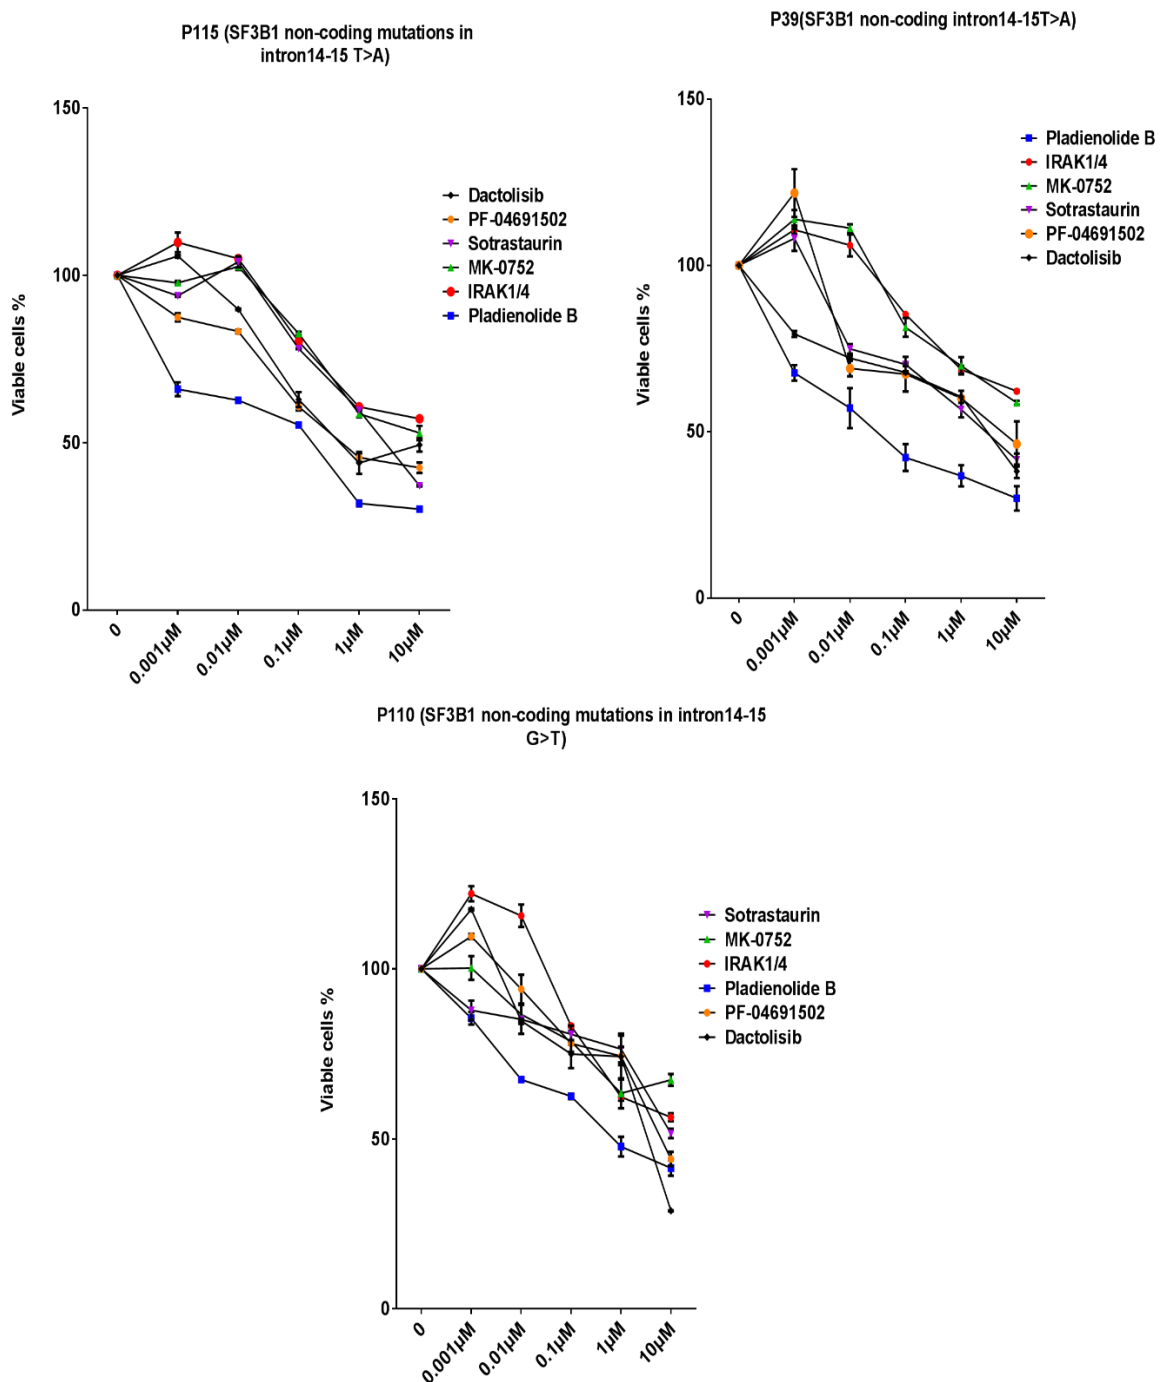 P115 (SF3B1 non-coding mutations in
intron14-15 T>A)
150
100
50
0
Viable cells %
0
0.001µM
0.01µM
0.1µM
1µM
10µM
Dactolisib
PF-04691502
Sotrastaurin
MK-0752
IRAK1/4
Pladienolide B
P39(SF3B1 non-coding intron14-15T>A)
150
100
50
0
Viable cells %
0
0.001µM
0.01µM
0.1µM
1µM
10µM
Pladienolide B
IRAK1/4
MK-0752
Sotrastaurin
PF-04691502
Dactolisib
P110 (SF3B1 non-coding mutations in intron14-15
G>T)
150
100
50
0
Viable cells %
0
0.001µM
0.01µM
0.1µM
1µM
10µM
Sotrastaurin
MK-0752
IRAK1/4
Pladienolide B
PF-04691502
Dactolisib